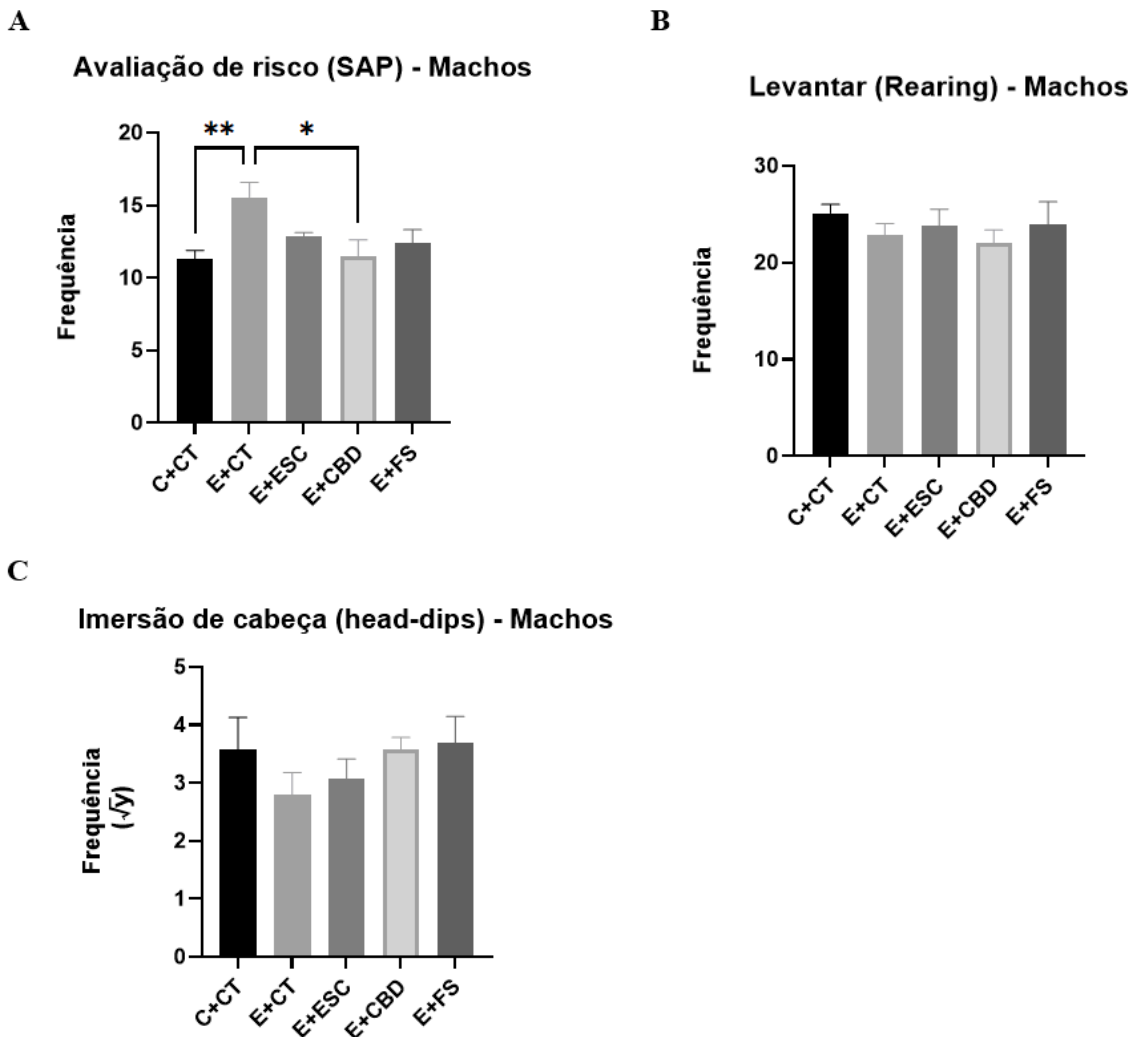 A
Avaliação de risco (SAP) - Machos
** *
Frequência
20
15
10
5
0
C+CT E+CT E+ESC E+CBD E+FS
B
Levantar (Rearing) - Machos
Frequência
30
20
10
0
C+CT E+CT E+ESC E+CBD E+FS
C
Imersão de cabeça (head-dips) - Machos
Frequência
(√y)
5
4
3
2
1
0
C+CT E+CT E+ESC E+CBD E+FS